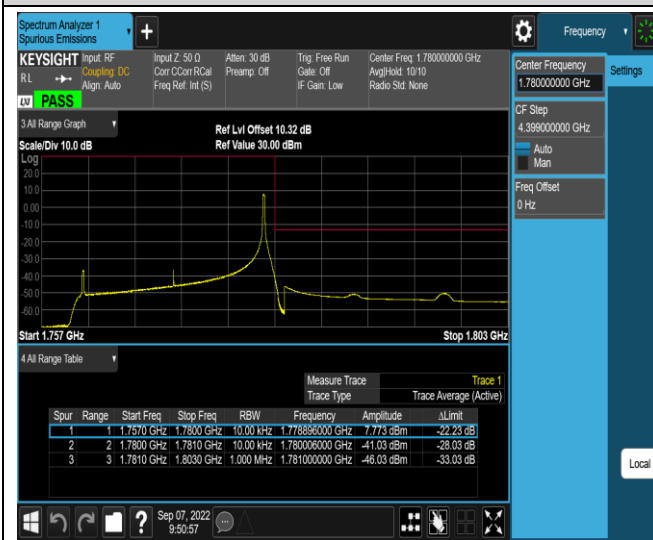 Spectrum Analyzer 1
Spurious Emissions
+
Frequency
KEYSIGHT
RL
LXI PASS
Input: RF
Coupling: DC
Align: Auto
Input Z: 50 Ω
Corr CCorr RCal
Freq Ref: Int (S)
Atten: 30 dB
Preamp: Off
Trig: Free Run
Gate: Off
IF Gain: Low
Center Freq: 1.780000000 GHz
Avg|Hold: 10/10
Radio Std: None
Center Frequency
1.780000000 GHz
Settings
CF Step
4.399000000 GHz
Auto
Man
Freq Offset
0 Hz
3 All Range Graph
Scale/Div 10.0 dB
Ref Lvl Offset 10.32 dB
Ref Value 30.00 dBm
Log
20.0
10.0
0.00
-10.0
-20.0
-30.0
-40.0
-50.0
-60.0
Start 1.757 GHz
Stop 1.803 GHz
4 All Range Table
Measure Trace Trace 1
Trace Type Trace Average (Active)
Spur Range Start Freq Stop Freq RBW Frequency Amplitude ΔLimit
1 1 1.7570 GHz 1.7800 GHz 10.00 kHz 1.778896000 GHz 7.773 dBm -22.23 dB
2 2 1.7800 GHz 1.7810 GHz 10.00 kHz 1.780006000 GHz -41.03 dBm -28.03 dB
3 3 1.7810 GHz 1.8030 GHz 1.000 MHz 1.781000000 GHz -46.03 dBm -33.03 dB
Local
?
Sep 07, 2022
9:50:57